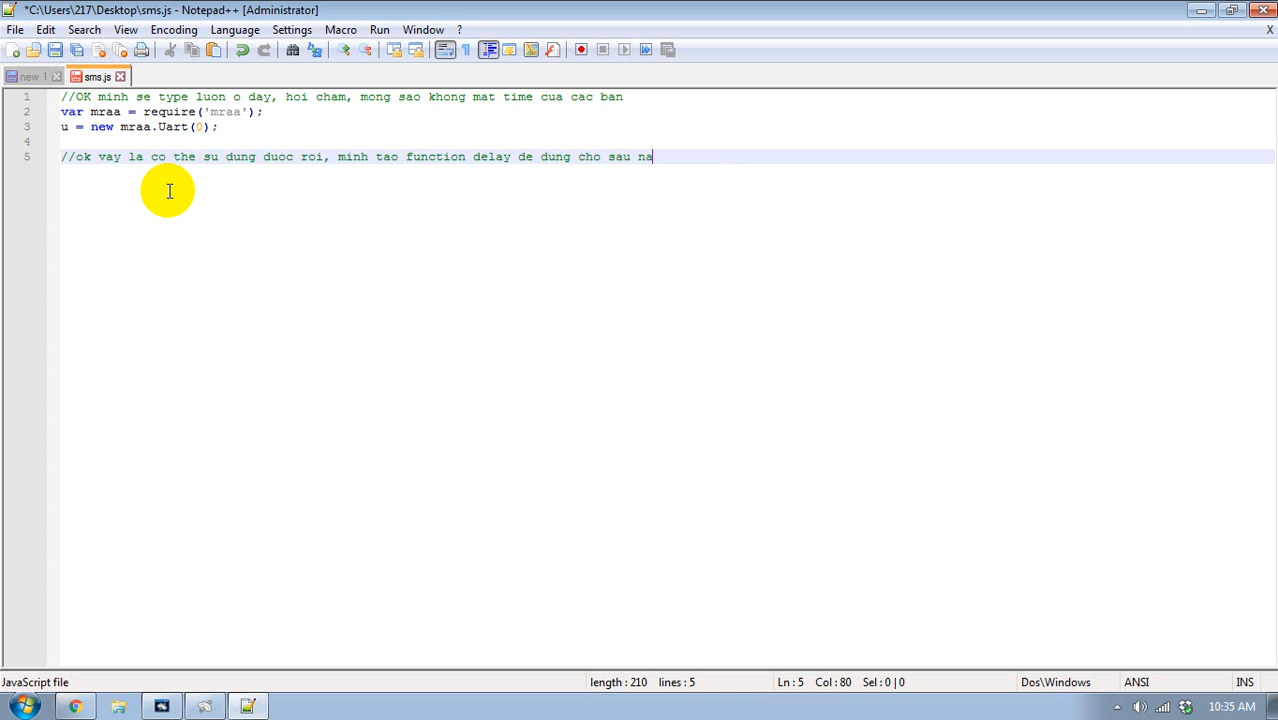 *C:\Users\217\Desktop\sms.js - Notepad++ [Administrator]
File Edit Search View Encoding Language Settings Macro Run Window ? X
new 1 sms.js
1 //OK minh se type luon o day, hoi cham, mong sao khong mat time cua cac ban
2 var mraa = require('mraa');
3 u = new mraa.Uart(0);
4
5 //ok vay la co the su dung duoc roi, minh tao function delay de dung cho sau na
JavaScript file length : 210 lines : 5 Ln : 5 Col : 80 Sel : 0 | 0 Dos\Windows ANSI INS
10:35 AM